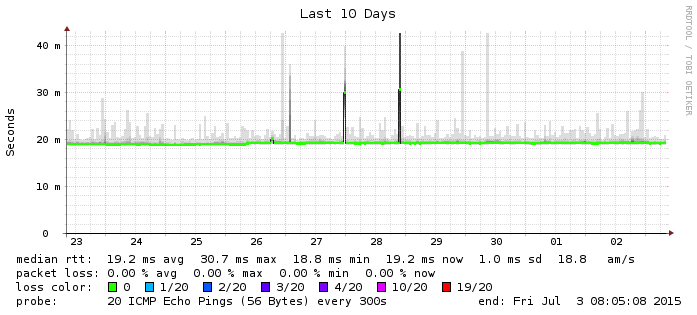 Last 10 Days
RRDTOOL / TOBI OETIKER
Seconds
40 m
30 m
20 m
10 m
0
23 24 25 26 27 28 29 30 01 02
median rtt: 19.2 ms avg 30.7 ms max 18.8 ms min 19.2 ms now 1.0 ms sd 18.8 am/s
packet loss: 0.00 % avg 0.00 % max 0.00 % min 0.00 % now
loss color: 0 1/20 2/20 3/20 4/20 10/20 19/20
probe: 20 ICMP Echo Pings (56 Bytes) every 300s end: Fri Jul 3 08:05:08 2015